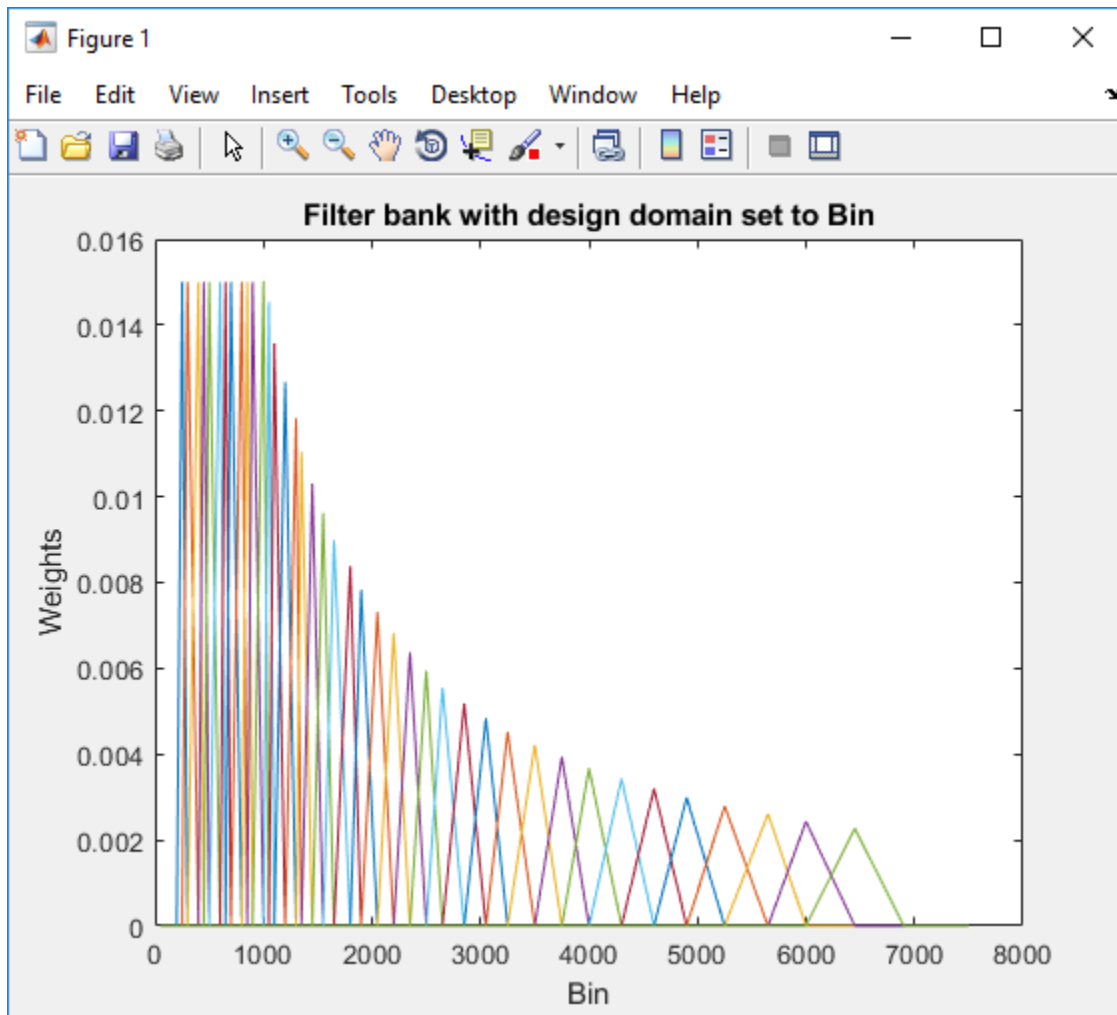 Figure 1
File Edit View Insert Tools Desktop Window Help
Filter bank with design domain set to Bin
0.016
0.014
0.012
0.01
0.008
0.006
0.004
0.002
0
Weights
0 1000 2000 3000 4000 5000 6000 7000 8000
Bin